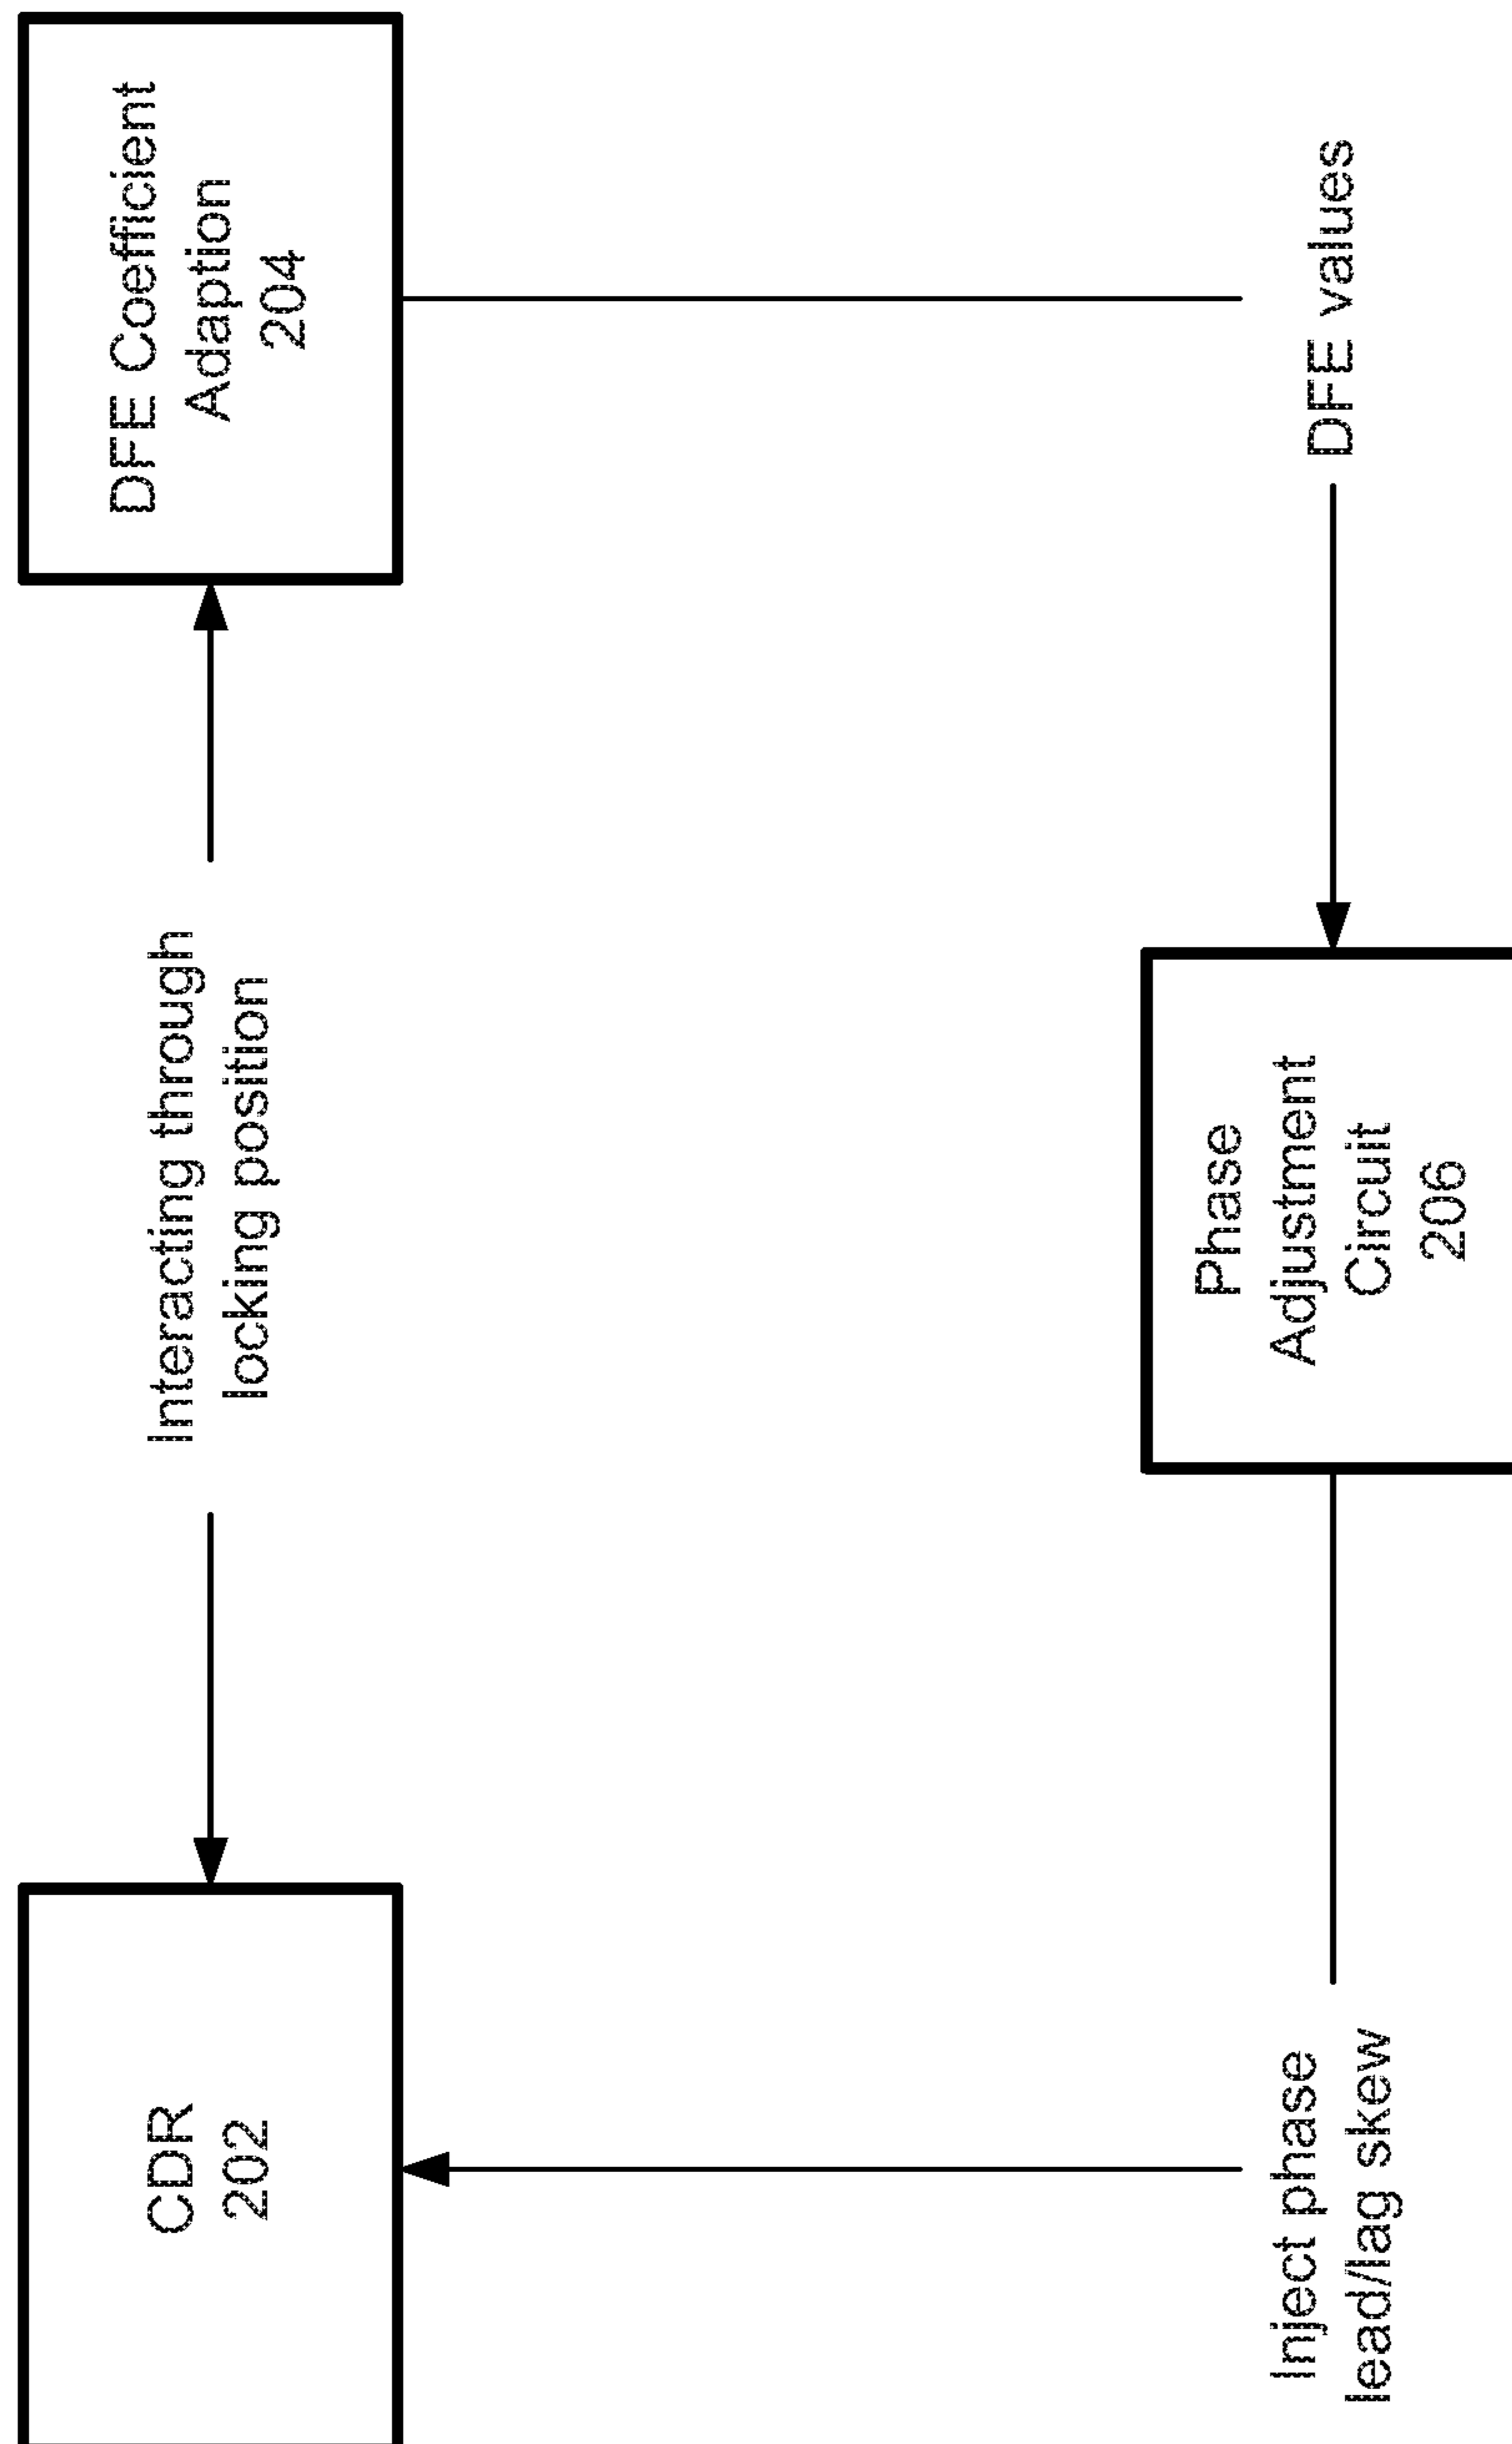 CDR
202
Interacting through
locking position
DFE Coefficient
Adaption
204
Inject phase
lead/lag skew
Phase
Adjustment
Circuit
206
DFE values